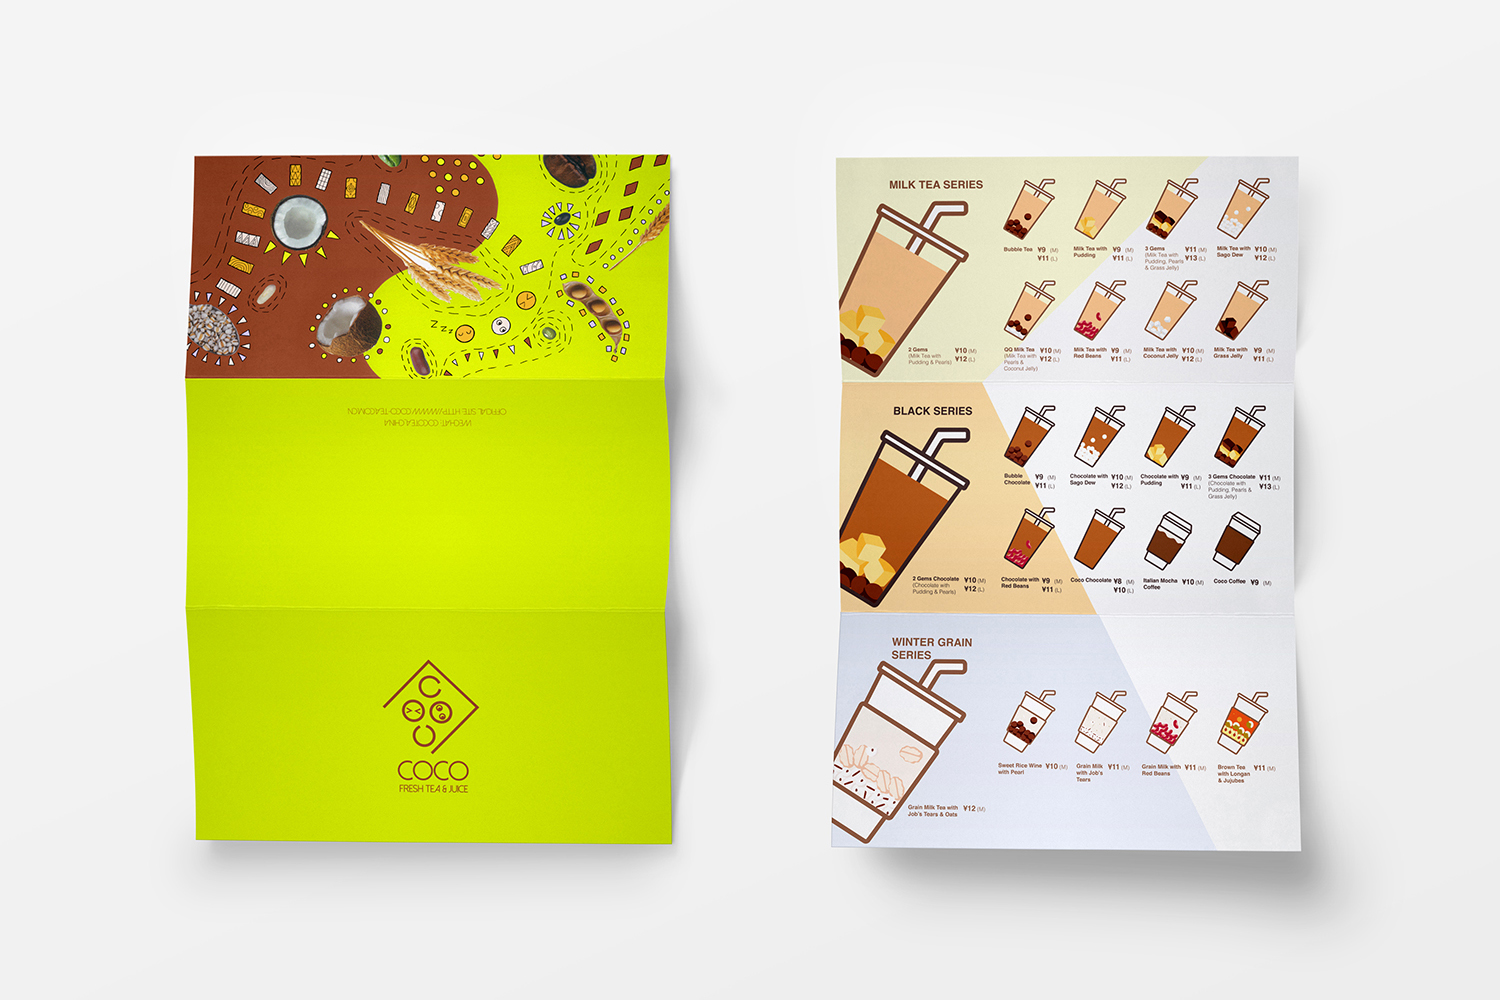 OFFICIAL SITE: HTTP://WWW.COCO-TEA.COM.CN
WECHAT: COCOTEACHINA
C
C
COCO
FRESH TEA & JUICE
z z z
MILK TEA SERIES
Bubble Tea ¥9 (M)
¥11 (L)
Milk Tea with ¥9 (M)
Pudding ¥11 (L)
3 Gems ¥11 (M)
(Milk Tea with ¥13 (L)
Pudding, Pearls
& Grass Jelly)
Milk Tea with ¥10 (M)
Sago Dew ¥12 (L)
2 Gems ¥10 (M)
(Milk Tea with ¥12 (L)
Pudding & Pearls)
QQ Milk Tea ¥10 (M)
(Milk Tea with ¥12 (L)
Pearls &
Coconut Jelly)
Milk Tea with ¥9 (M)
Red Beans ¥11 (L)
Milk Tea with ¥10 (M)
Coconut Jelly ¥12 (L)
Milk Tea with ¥9 (M)
Grass Jelly ¥11 (L)
BLACK SERIES
Bubble ¥9 (M)
Chocolate ¥11 (L)
Chocolate with ¥10 (M)
Sago Dew ¥12 (L)
Chocolate with ¥9 (M)
Pudding ¥11 (L)
3 Gems Chocolate ¥11 (M)
(Chocolate with ¥13 (L)
Pudding, Pearls &
Grass Jelly)
2 Gems Chocolate ¥10 (M)
(Chocolate with ¥12 (L)
Pudding & Pearls)
Chocolate with ¥9 (M)
Red Beans ¥11 (L)
Coco Chocolate ¥8 (M)
¥10 (L)
Italian Mocha ¥10 (M)
Coffee
Coco Coffee ¥9 (M)
WINTER GRAIN
SERIES
Sweet Rice Wine ¥10 (M)
with Pearl
Grain Milk ¥11 (M)
with Job's
Tears
Grain Milk with ¥11 (M)
Red Beans
Brown Tea ¥11 (M)
with Longan
& Jujubes
Grain Milk Tea with ¥12 (M)
Job's Tears & Oats